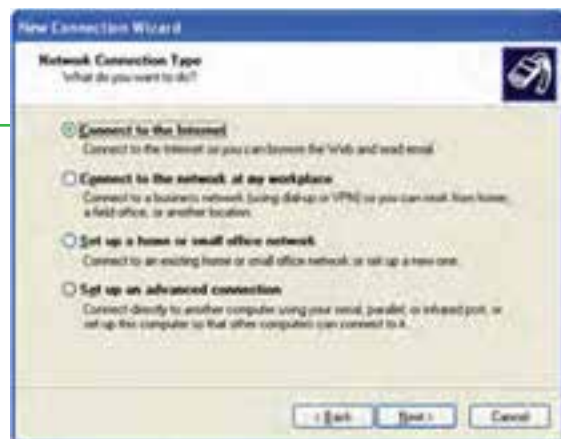 New Connection Wizard
Network Connection Type
What do you want to do?
Connect to the Internet
Connect to the Internet so you can browse the Web and read email.
Connect to the network at my workplace
Connect to a business network (using dial-up or VPN) so you can work from home,
a field office, or another location.
Set up a home or small office network
Connect to an existing home or small office network or set up a new one.
Set up an advanced connection
Connect directly to another computer using your serial, parallel, or infrared port, or
set up this computer so that other computers can connect to it.
< Back Next > Cancel